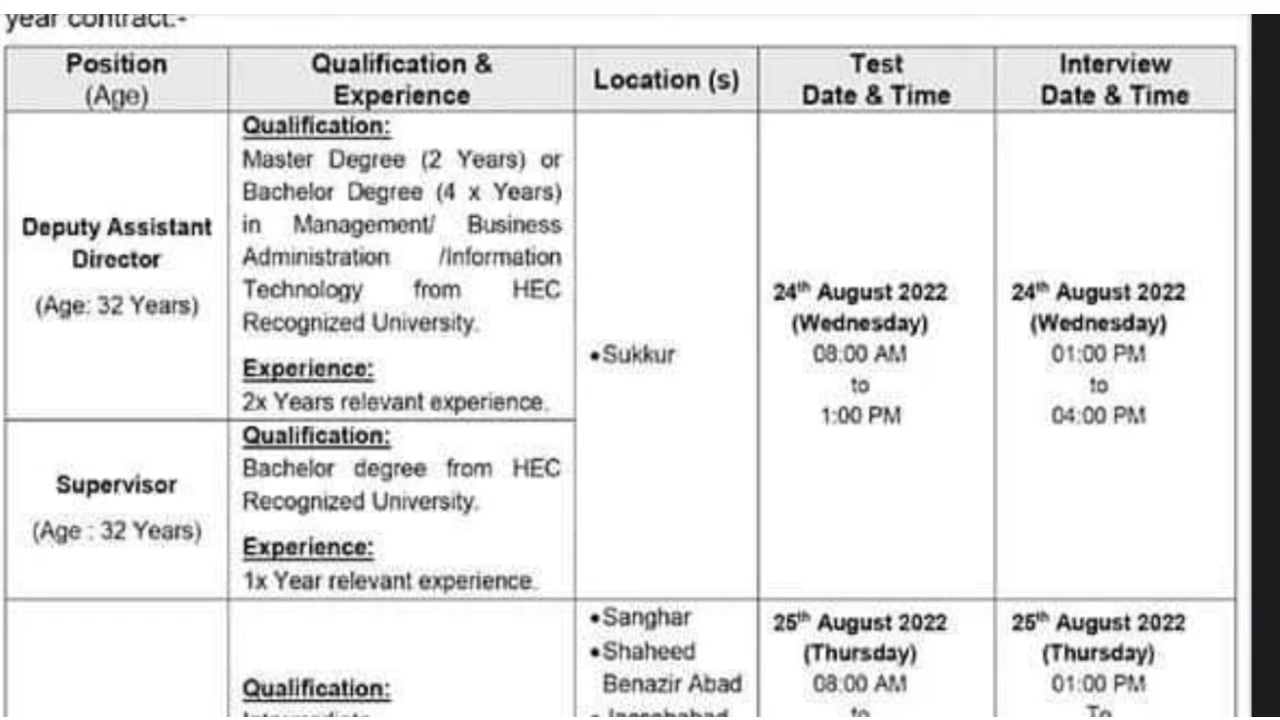 year contract:-
Position
(Age)
Qualification &
Experience
Location (s)
Test
Date & Time
Interview
Date & Time
Deputy Assistant
Director
(Age: 32 Years)
Qualification:
Master Degree (2 Years) or
Bachelor Degree (4 x Years)
in Management/ Business
Administration /Information
Technology from HEC
Recognized University.
Experience:
2x Years relevant experience.
•Sukkur
24th August 2022
(Wednesday)
08:00 AM
to
1:00 PM
24th August 2022
(Wednesday)
01:00 PM
to
04:00 PM
Supervisor
(Age : 32 Years)
Qualification:
Bachelor degree from HEC
Recognized University.
Experience:
1x Year relevant experience.
Qualification:
Intermediate
•Sanghar
•Shaheed
Benazir Abad
•Jacobabad
25th August 2022
(Thursday)
08:00 AM
to
25th August 2022
(Thursday)
01:00 PM
To